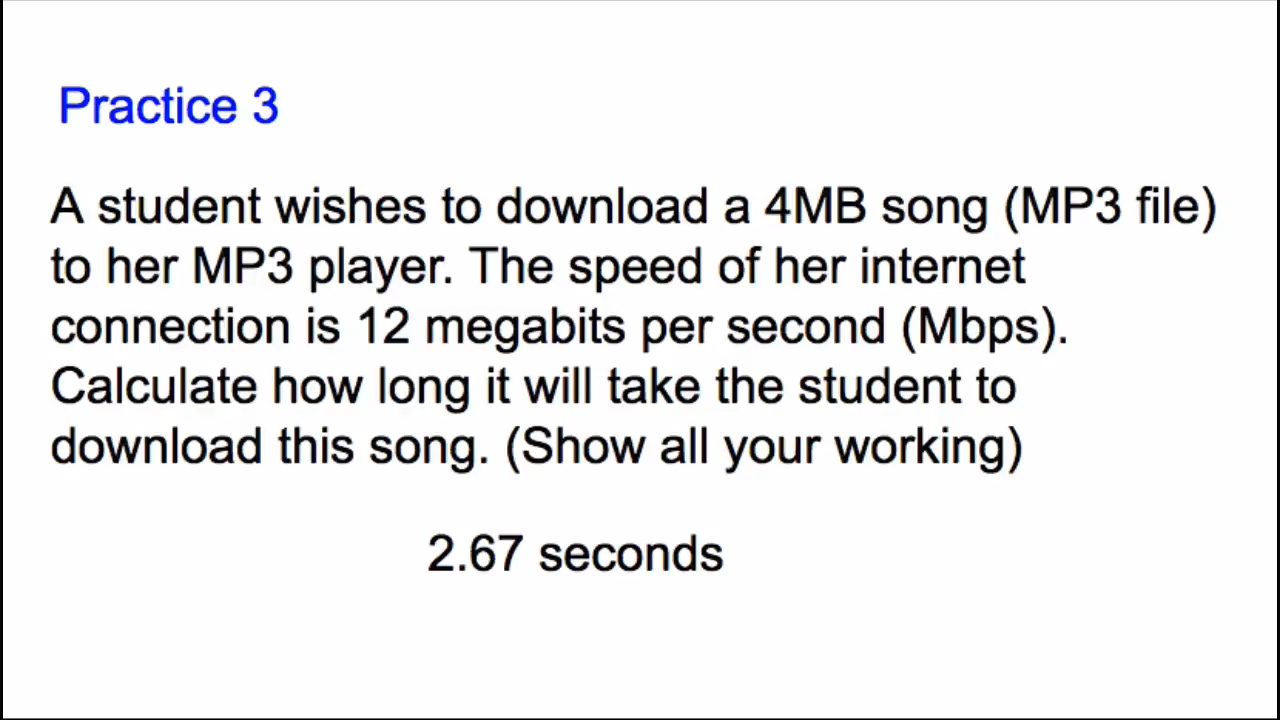 Practice 3
A student wishes to download a 4MB song (MP3 file)
to her MP3 player. The speed of her internet
connection is 12 megabits per second (Mbps).
Calculate how long it will take the student to
download this song. (Show all your working)
2.67 seconds